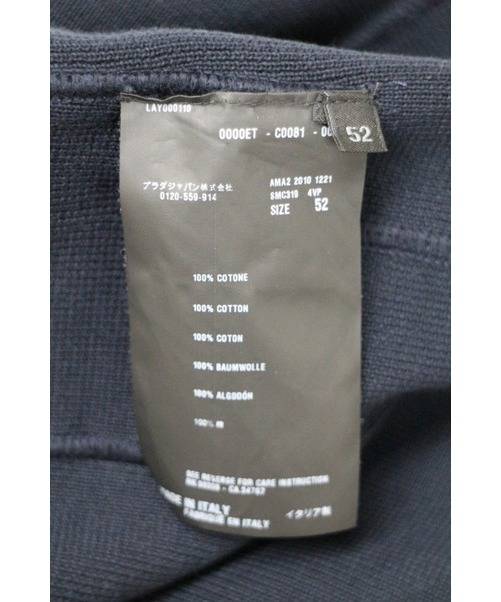 LAY000110
0000ET - C0081 -
52
プラダジャパン株式会社
0120-559-914
AMA2 2010 1221
SMC319 4VP
SIZE 52
100% COTONE
100% COTTON
100% COTON
100% BAUMWOLLE
100% ALGODÓN
100% 綿
SEE REVERSE FOR CARE INSTRUCTION
MADE IN ITALY
FABRIQUE EN ITALY
イタリア製